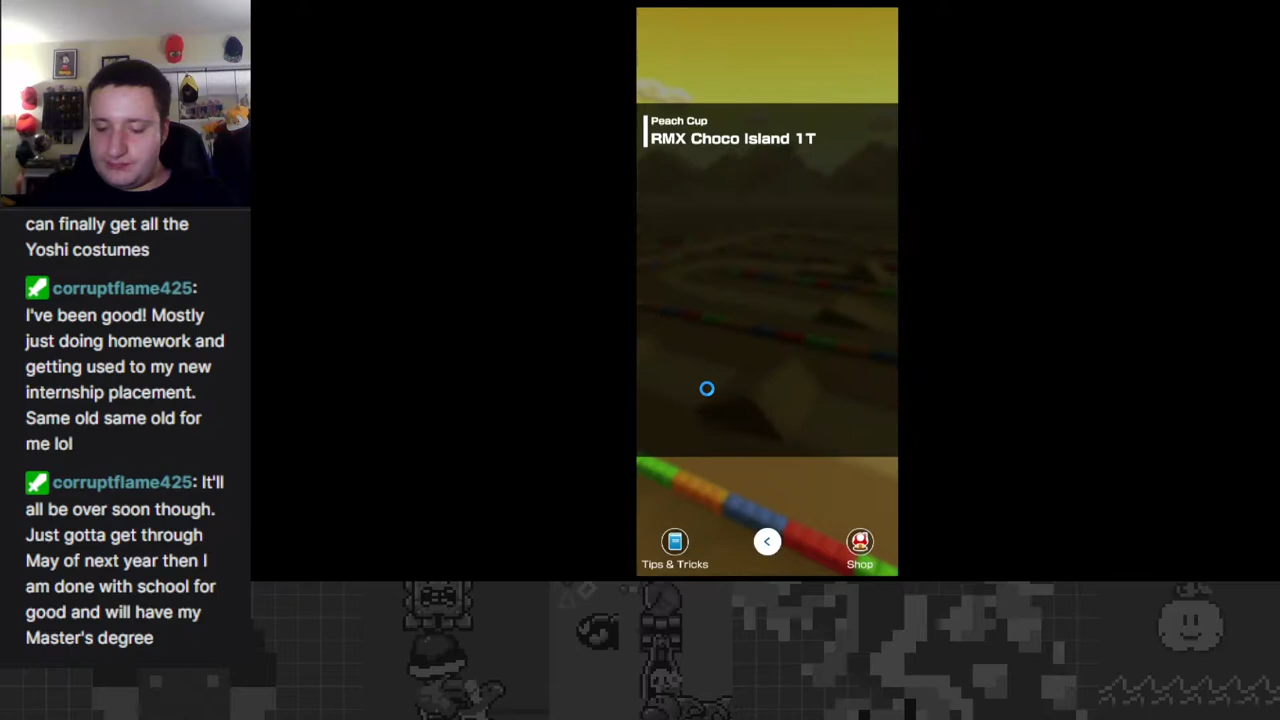 can finally get all the
Yoshi costumes
corruptflame425:
I've been good! Mostly
just doing homework and
getting used to my new
internship placement.
Same old same old for
me lol
corruptflame425: It'll
all be over soon though.
Just gotta get through
May of next year then I
am done with school for
good and will have my
Master's degree
Peach Cup
RMX Choco Island 1T
Tips & Tricks
Shop